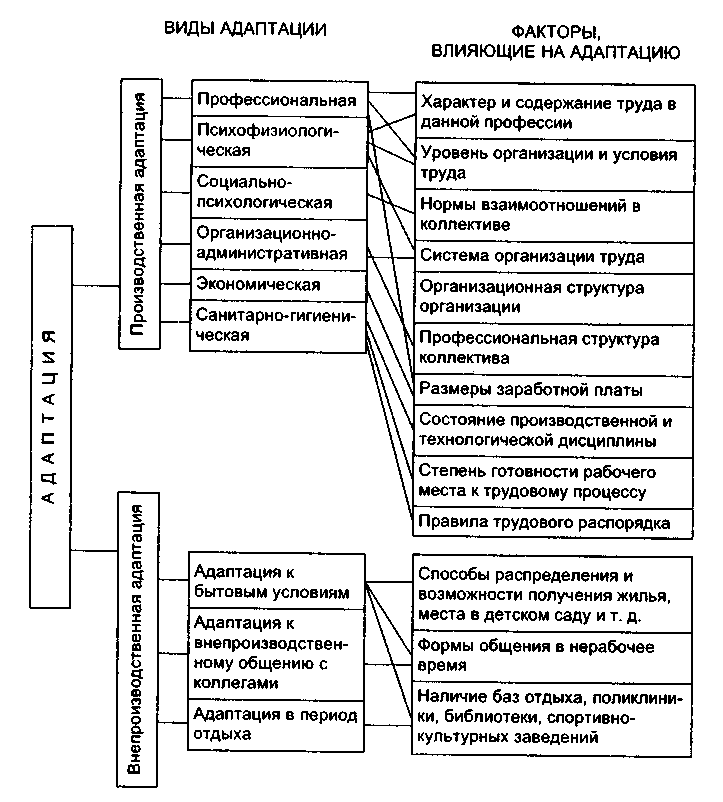 ВИДЫ АДАПТАЦИИ
ФАКТОРЫ,
ВЛИЯЮЩИЕ НА АДАПТАЦИЮ
АДАПТАЦИЯ
Производственная адаптация
Профессиональная
Психофизиологи-
ческая
Социально-
психологическая
Организационно-
административная
Экономическая
Санитарно-гигиени-
ческая
Характер и содержание труда в
данной профессии
Уровень организации и условия
труда
Нормы взаимоотношений в
коллективе
Система организации труда
Организационная структура
организации
Профессиональная структура
коллектива
Размеры заработной платы
Состояние производственной и
технологической дисциплины
Степень готовности рабочего
места к трудовому процессу
Правила трудового распорядка
Внепроизводственная адаптация
Адаптация к
бытовым условиям
Адаптация к
внепроизводствен-
ному общению с
коллегами
Адаптация в период
отдыха
Способы распределения и
возможности получения жилья,
места в детском саду и т. д.
Формы общения в нерабочее
время
Наличие баз отдыха, поликлини-
ки, библиотеки, спортивно-
культурных заведений